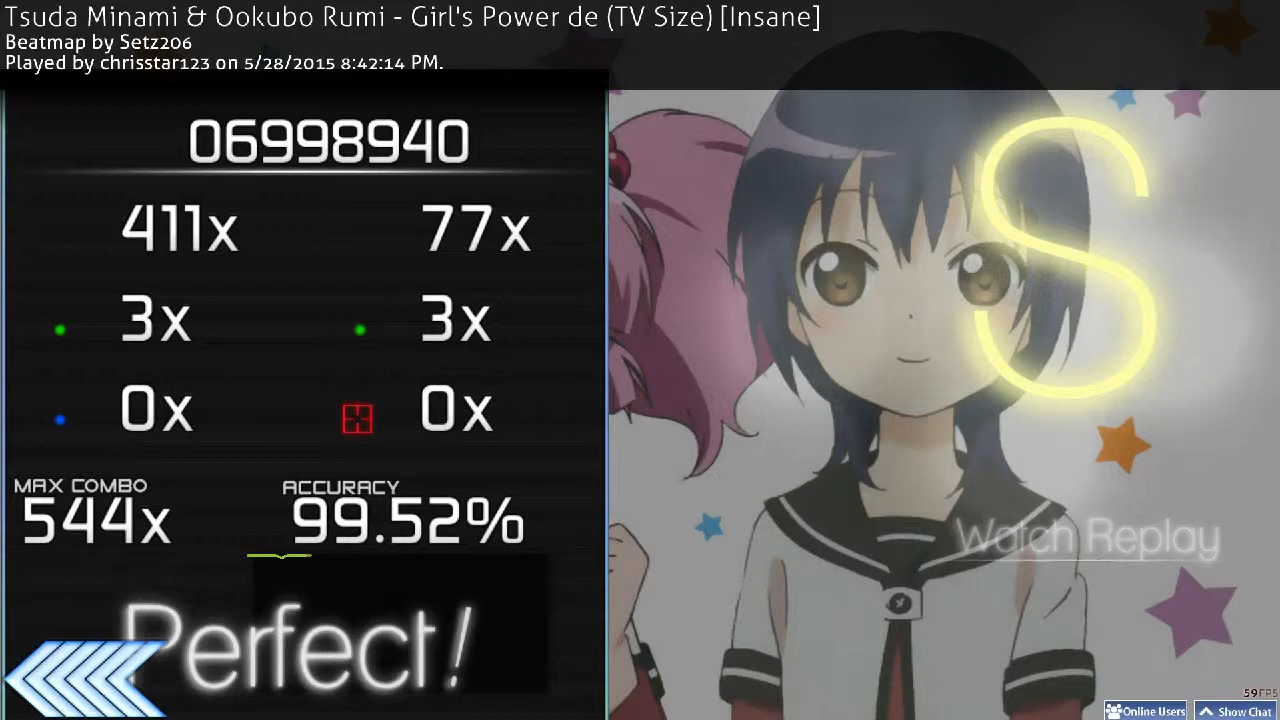 Tsuda Minami & Ookubo Rumi - Girl's Power de (TV Size) [Insane]
Beatmap by Setz206
Played by chrisstar123 on 5/28/2015 8:42:14 PM.
06998940
411x 77x
3x 3x
0x 0x
MAX COMBO ACCURACY
544x 99.52%
Perfect!
S
Watch Replay
59FPS
Online Users Show Chat